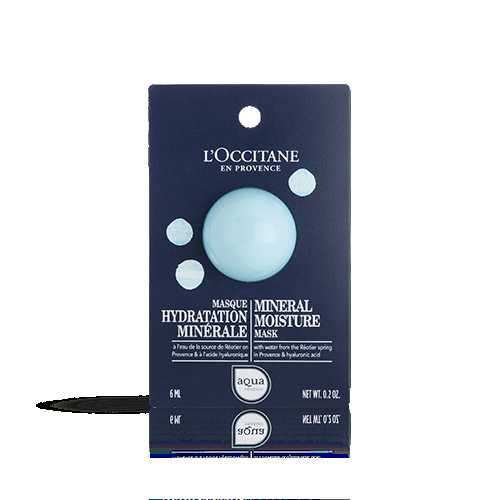 L'OCCITANE
EN PROVENCE
MASQUE
HYDRATATION
MINÉRALE
à l'eau de la source de Réotier en
Provence & à l'acide hyaluronique
MINERAL
MOISTURE
MASK
with water from the Réotier spring
in Provence & hyaluronic acid
aqua
réotier
6 ML
NET WT. 0.2 OZ.